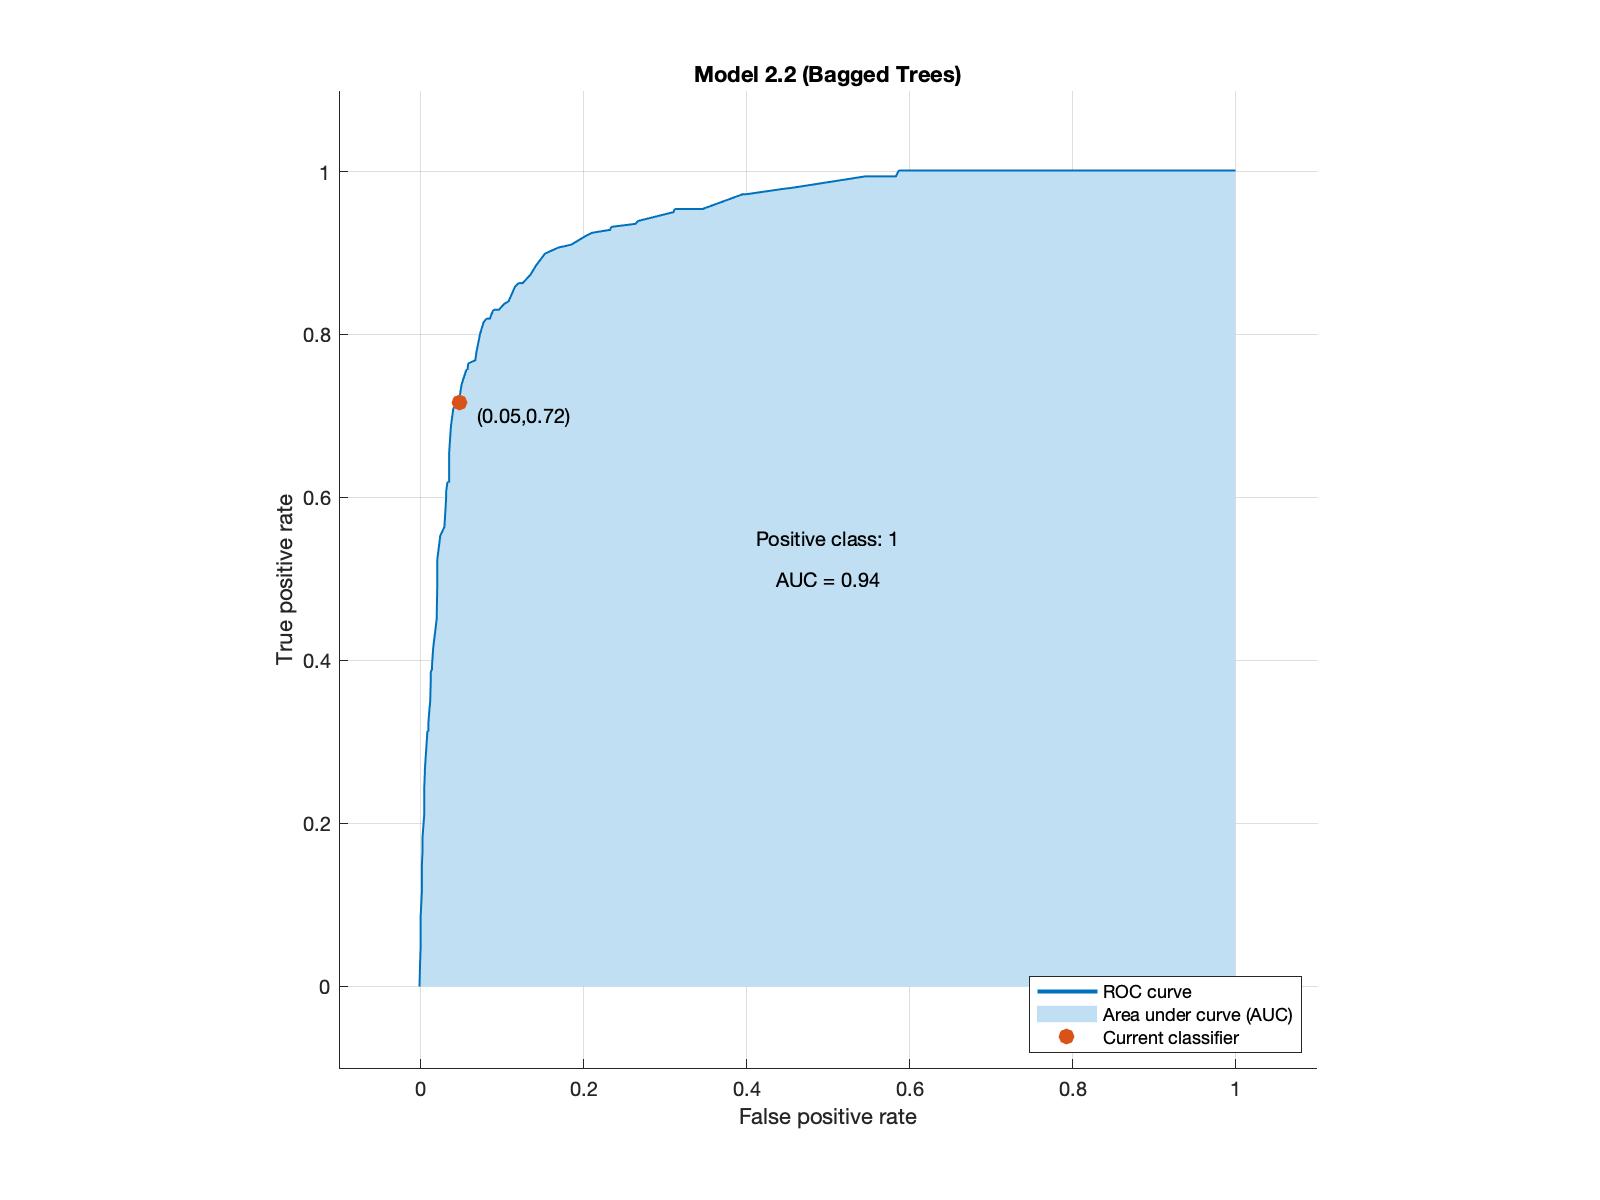 Model 2.2 (Bagged Trees)
1
0.8
0.6
0.4
0.2
0
True positive rate
(0.05,0.72)
Positive class: 1
AUC = 0.94
ROC curve
Area under curve (AUC)
Current classifier
0 0.2 0.4 0.6 0.8 1
False positive rate